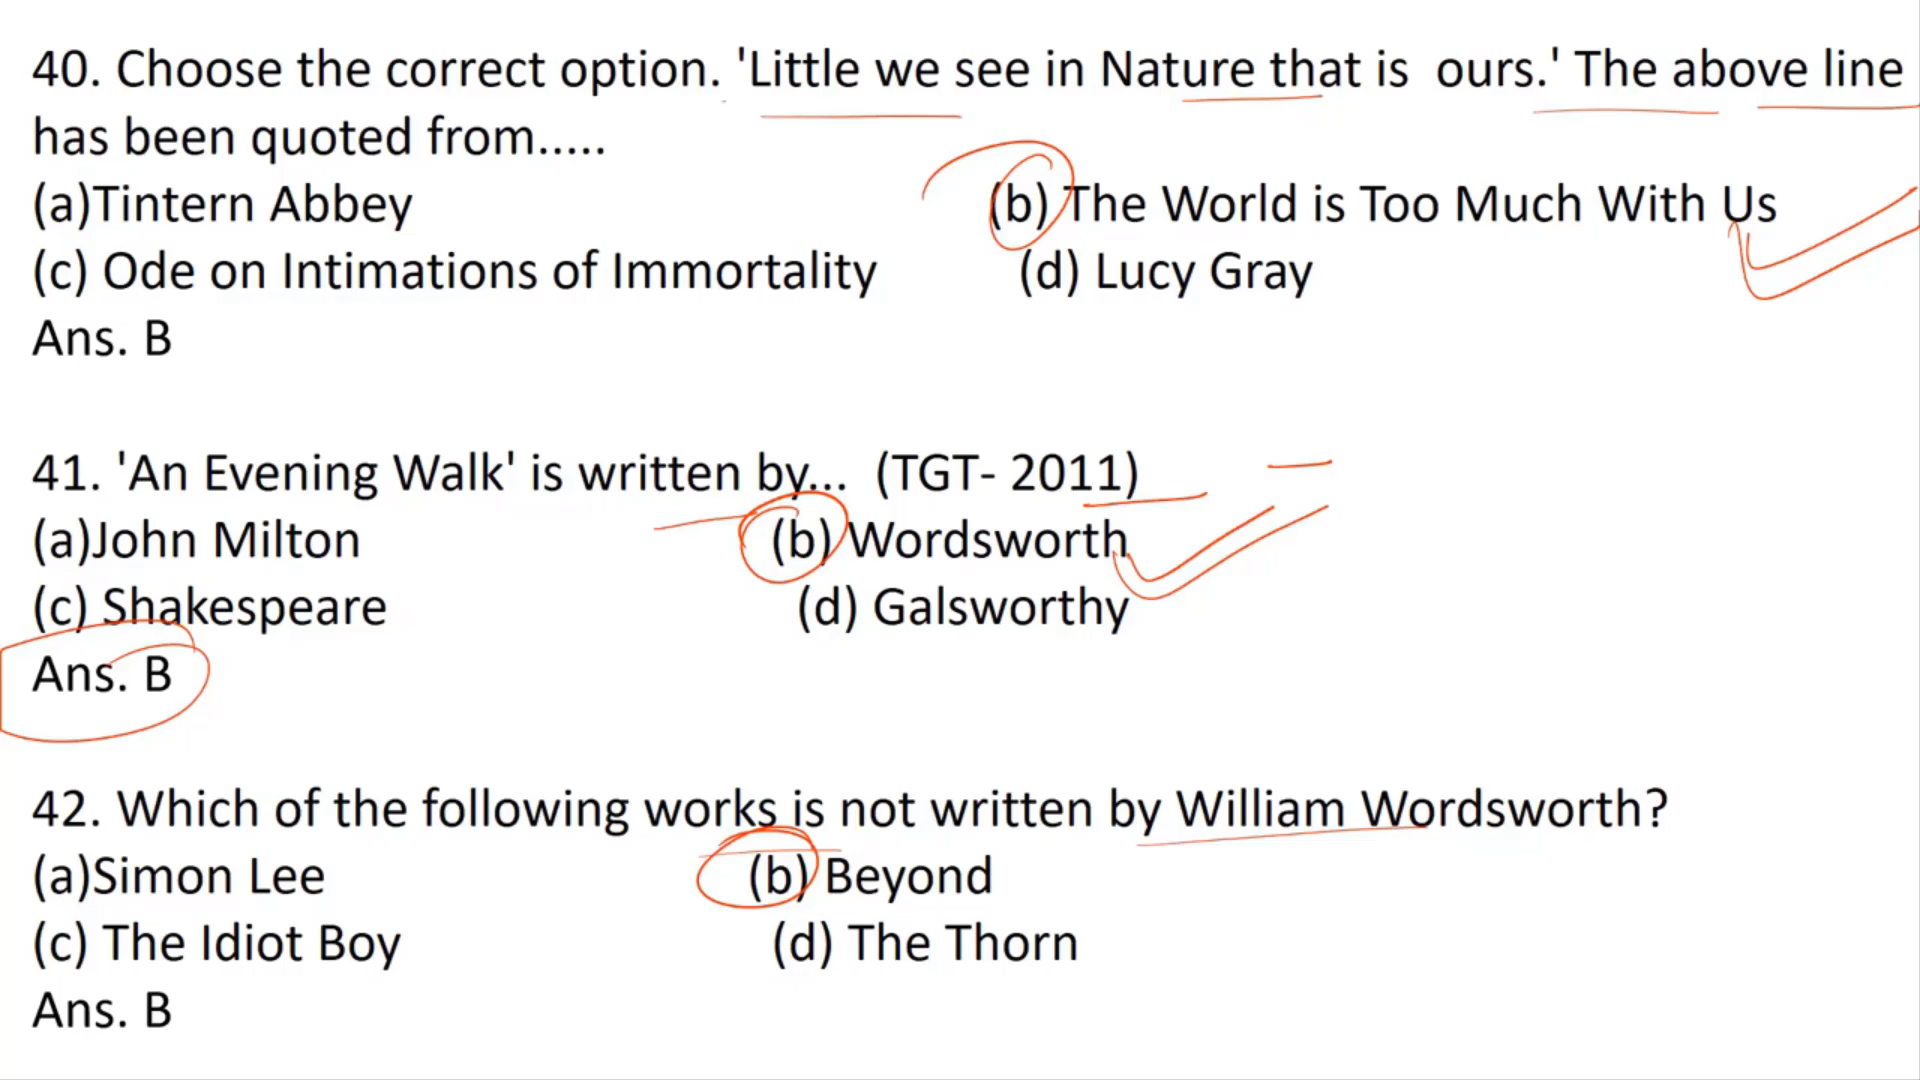 40. Choose the correct option. 'Little we see in Nature that is ours.' The above line
has been quoted from.....
(a)Tintern Abbey (b) The World is Too Much With Us
(c) Ode on Intimations of Immortality (d) Lucy Gray
Ans. B
41. 'An Evening Walk' is written by... (TGT- 2011)
(a)John Milton (b) Wordsworth
(c) Shakespeare (d) Galsworthy
Ans. B
42. Which of the following works is not written by William Wordsworth?
(a)Simon Lee (b) Beyond
(c) The Idiot Boy (d) The Thorn
Ans. B